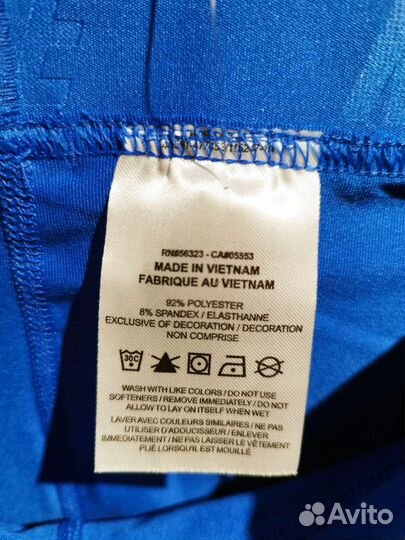 RN#56323 - CA#05553
MADE IN VIETNAM
FABRIQUE AU VIETNAM
92% POLYESTER
8% SPANDEX / ELASTHANNE
EXCLUSIVE OF DECORATION / DECORATION
NON COMPRISE
30C
WASH WITH LIKE COLORS / DO NOT USE
SOFTENERS / REMOVE IMMEDIATELY / DO NOT
ALLOW TO LAY ON ITSELF WHEN WET
LAVER AVEC COULEURS SIMILAIRES / NE PAS
UTILISER D'ADOUCISSEUR / ENLEVER
IMMEDIATEMENT / NE PAS LAISSER LE VÊTEMENT
PLIÉ LORSQU'IL EST MOUILLÉ
Avito